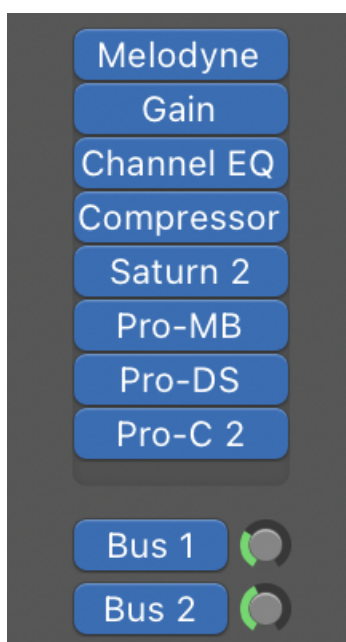 Melodyne
Gain
Channel EQ
Compressor
Saturn 2
Pro-MB
Pro-DS
Pro-C 2
Bus 1
Bus 2